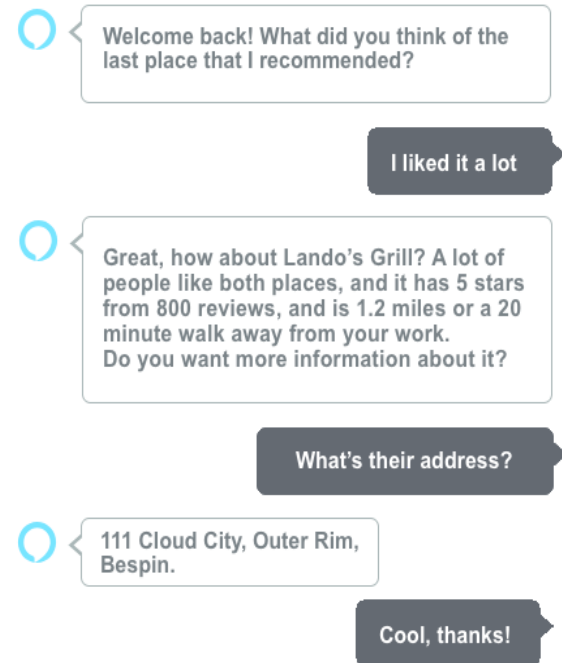 Welcome back! What did you think of the
last place that I recommended?
I liked it a lot
Great, how about Lando’s Grill? A lot of
people like both places, and it has 5 stars
from 800 reviews, and is 1.2 miles or a 20
minute walk away from your work.
Do you want more information about it?
What’s their address?
111 Cloud City, Outer Rim,
Bespin.
Cool, thanks!